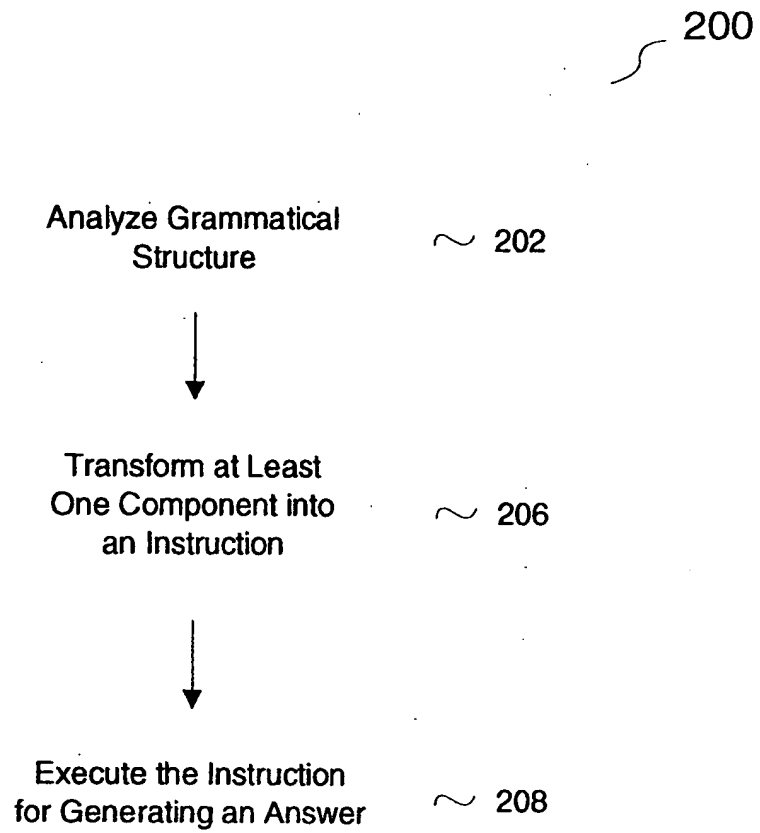 200
Analyze Grammatical
Structure
202
Transform at Least
One Component into
an Instruction
206
Execute the Instruction
for Generating an Answer
208